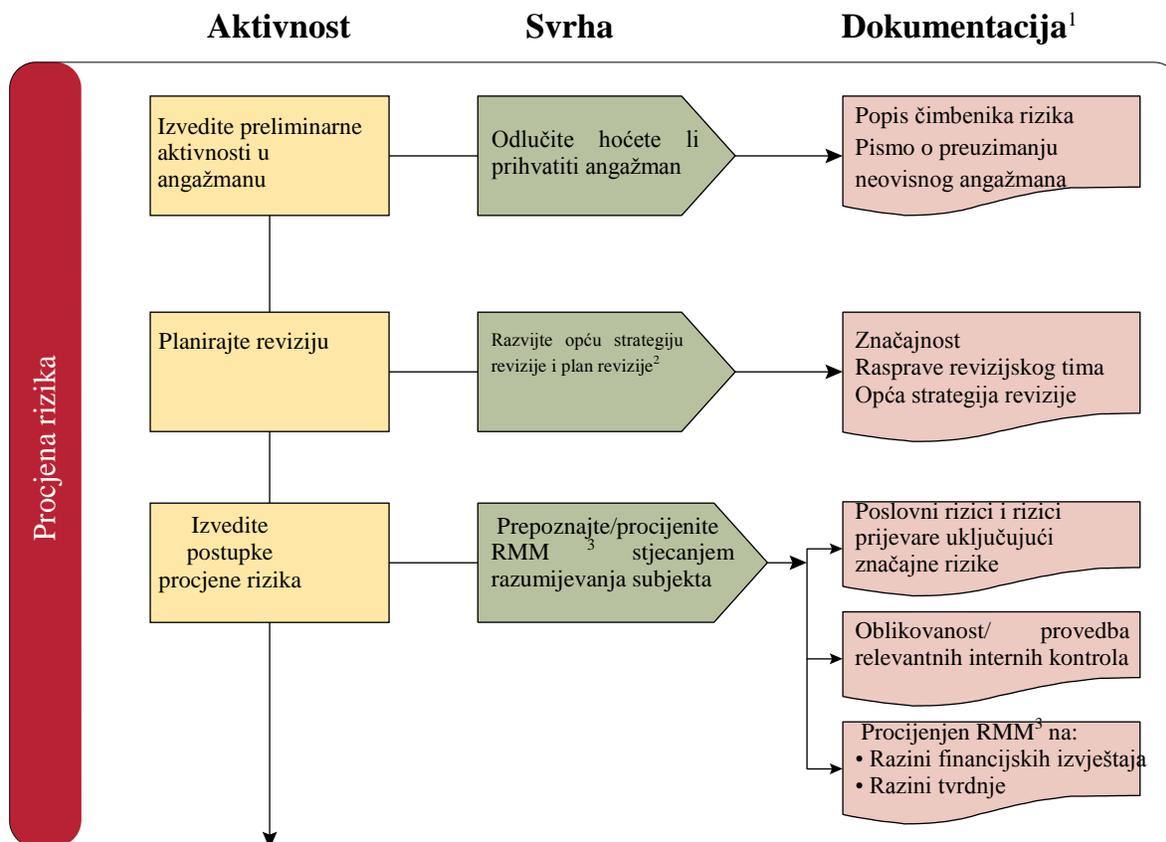 Aktivnost Svrha Dokumentacija¹
Procjena rizika
Izvedite preliminarne
aktivnosti u
angažmanu
Odlučite hoćete li
prihvatiti angažman
Popis čimbenika rizika
Pismo o preuzimanju
neovisnog angažmana
Planirajte reviziju
Razvijte opću strategiju
revizije i plan revizije²
Značajnost
Rasprave revizijskog tima
Opća strategija revizije
Izvedite
postupke
procjene rizika
Prepoznajte/procijenite
RMM ³ stjecanjem
razumijevanja subjekta
Poslovni rizici i rizici
prijevare uključujući
značajne rizike
Oblikovanost/ provedba
relevantnih internih kontrola
Procijenjen RMM³ na:
• Razini financijskih izvještaja
• Razini tvrdnje